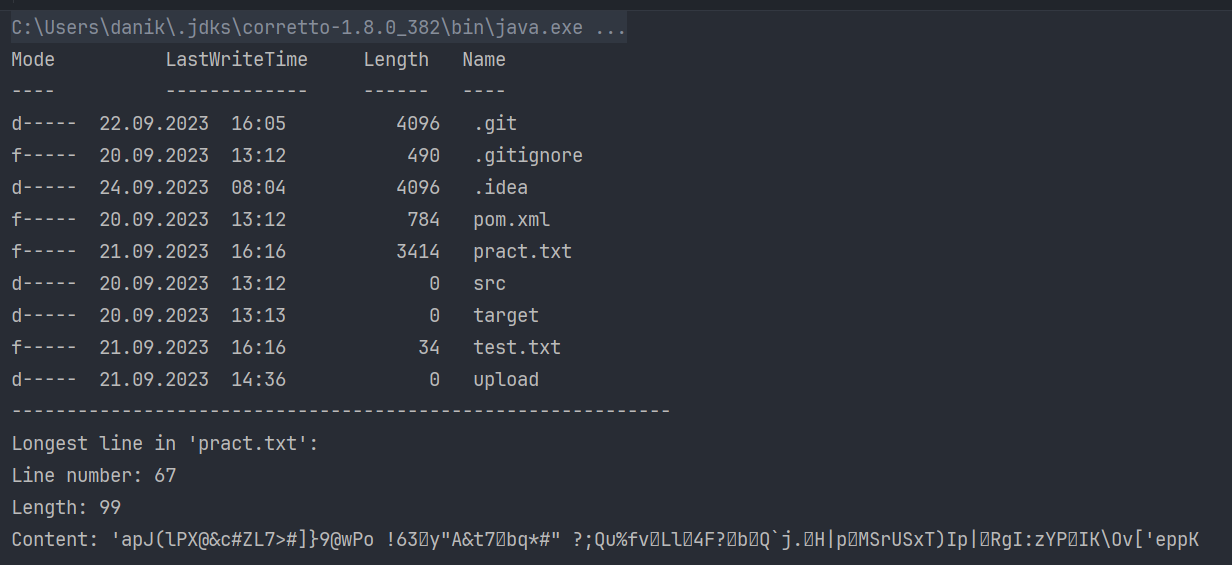 C:\Users\danik\.jdks\corretto-1.8.0_382\bin\java.exe ...
Mode          LastWriteTime     Length   Name
----          -------------     ------   ----
d-----  22.09.2023  16:05          4096   .git
f-----  20.09.2023  13:12           490   .gitignore
d-----  24.09.2023  08:04          4096   .idea
f-----  20.09.2023  13:12           784   pom.xml
f-----  21.09.2023  16:16          3414   pract.txt
d-----  20.09.2023  13:12             0   src
d-----  20.09.2023  13:13             0   target
f-----  21.09.2023  16:16            34   test.txt
d-----  21.09.2023  14:36             0   upload
------------------------------------------------------------
Longest line in 'pract.txt':
Line number: 67
Length: 99
Content: 'apJ(lPX@&c#ZL7>#]}9@wPo !63▯y"A&t7▯bq*#" ?;Qu%fv▯Ll▯4F?▯b▯Q`j.▯H|p▯MSrUSxT)Ip|▯RgI:zYP▯IK\Ov['eppK